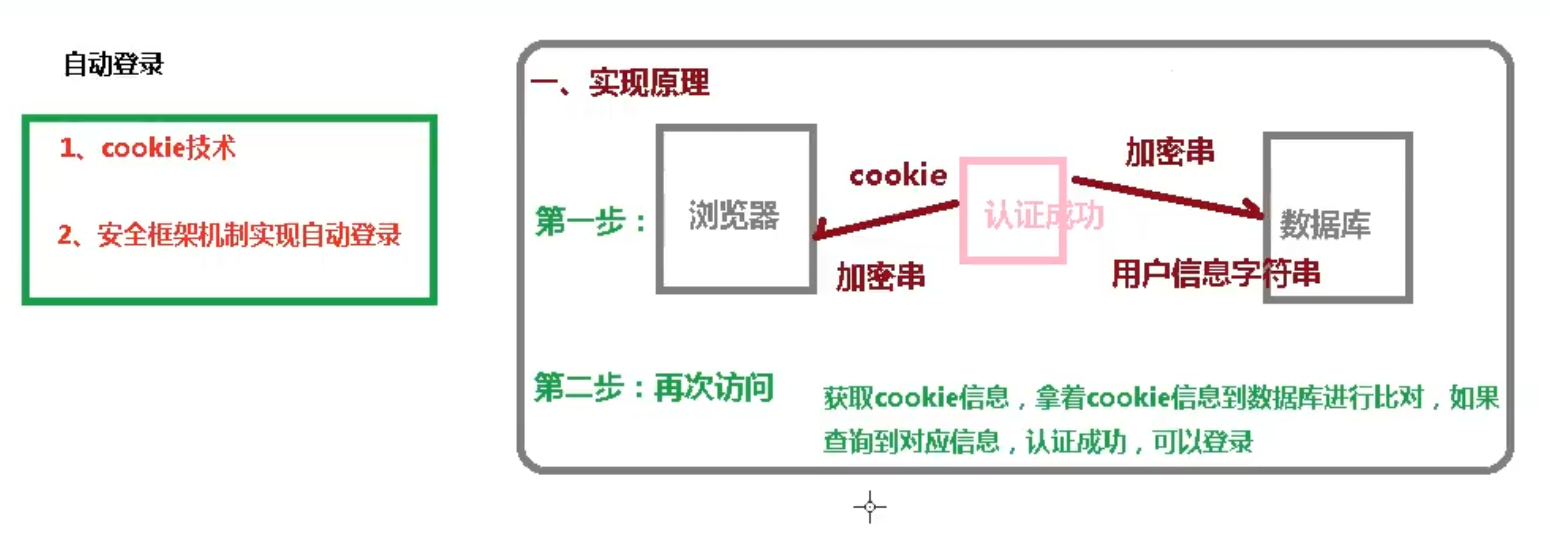 自动登录
1、cookie技术
2、安全框架机制实现自动登录
一、实现原理
第一步：
浏览器
cookie
加密串
认证成功
加密串
用户信息字符串
数据库
第二步：再次访问
获取cookie信息，拿着cookie信息到数据库进行比对，如果
查询到对应信息，认证成功，可以登录